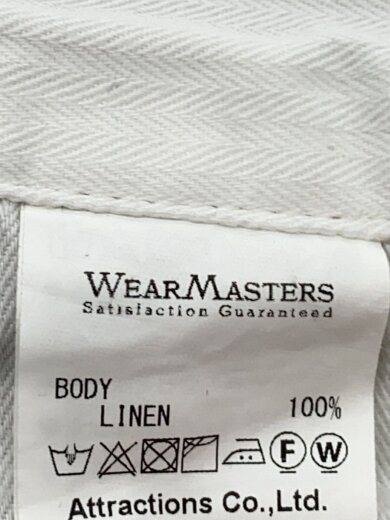 WEARMASTERS
Satisfaction Guaranteed
BODY
LINEN 100%
F W
Attractions Co.,Ltd.